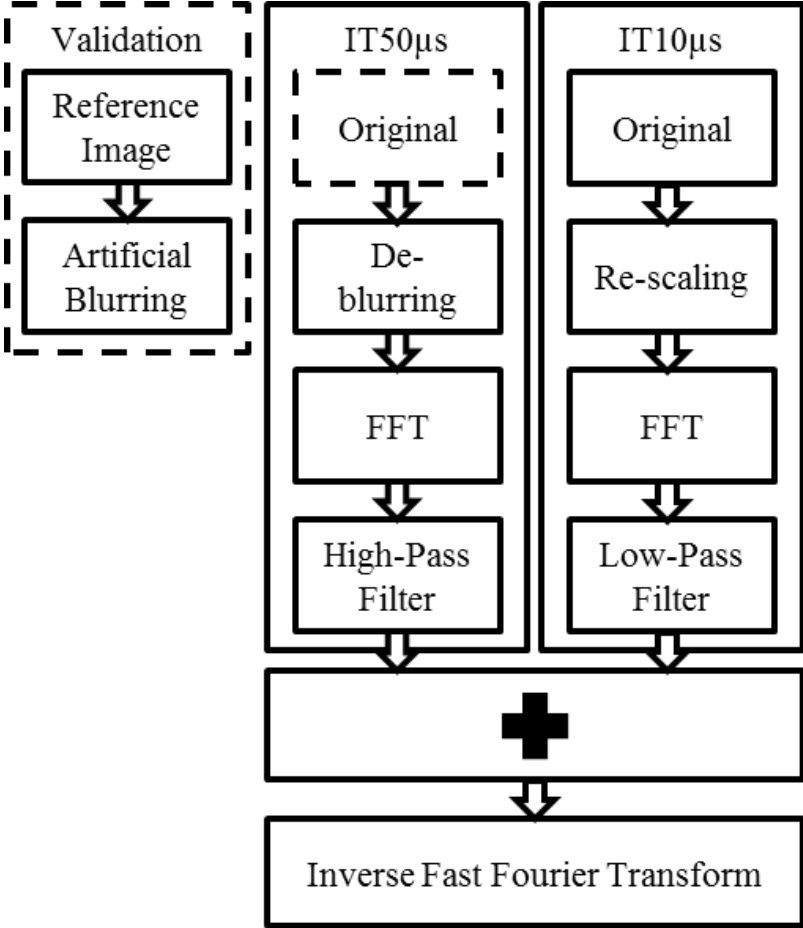 Validation
Reference
Image
Artificial
Blurring
IT50µs
Original
De-
blurring
FFT
High-Pass
Filter
IT10µs
Original
Re-scaling
FFT
Low-Pass
Filter
Inverse Fast Fourier Transform